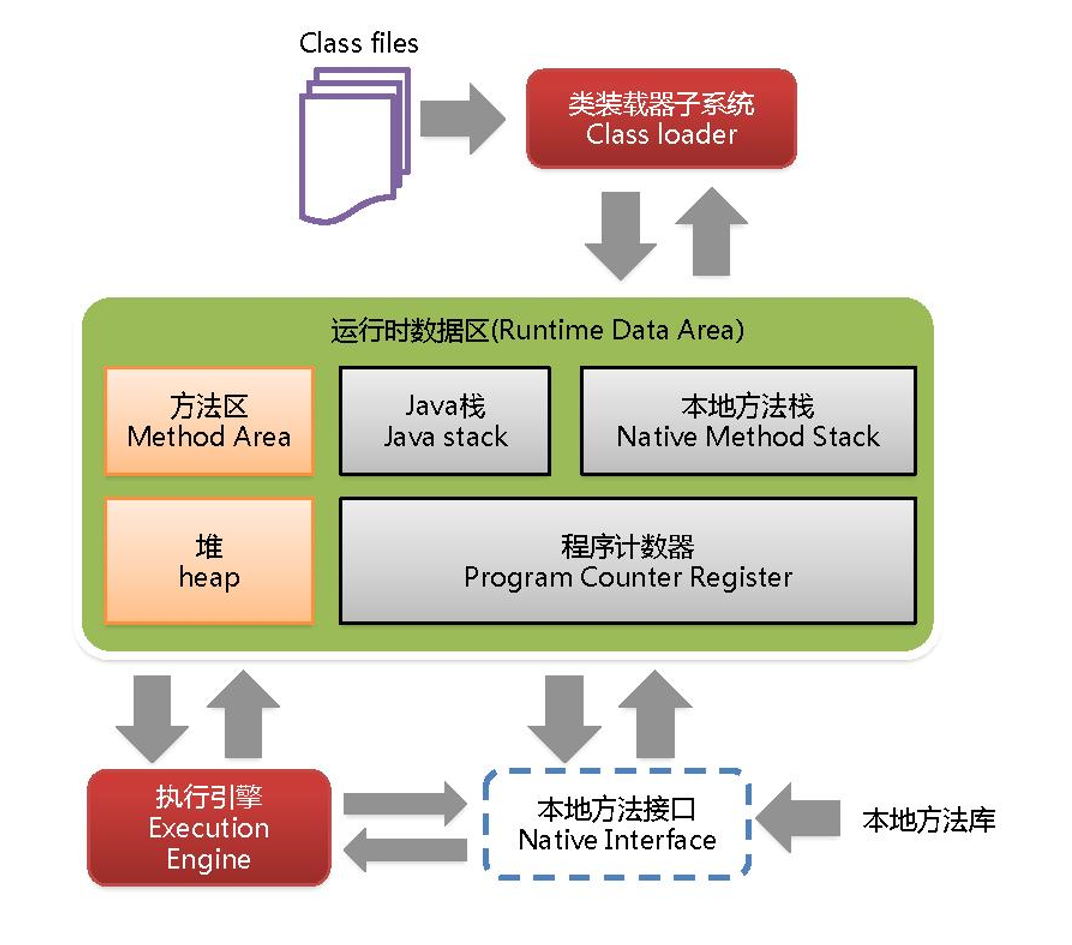 Class files
类装载器子系统
Class loader
运行时数据区(Runtime Data Area)
方法区
Method Area
Java栈
Java stack
本地方法栈
Native Method Stack
堆
heap
程序计数器
Program Counter Register
执行引擎
Execution
Engine
本地方法接口
Native Interface
本地方法库